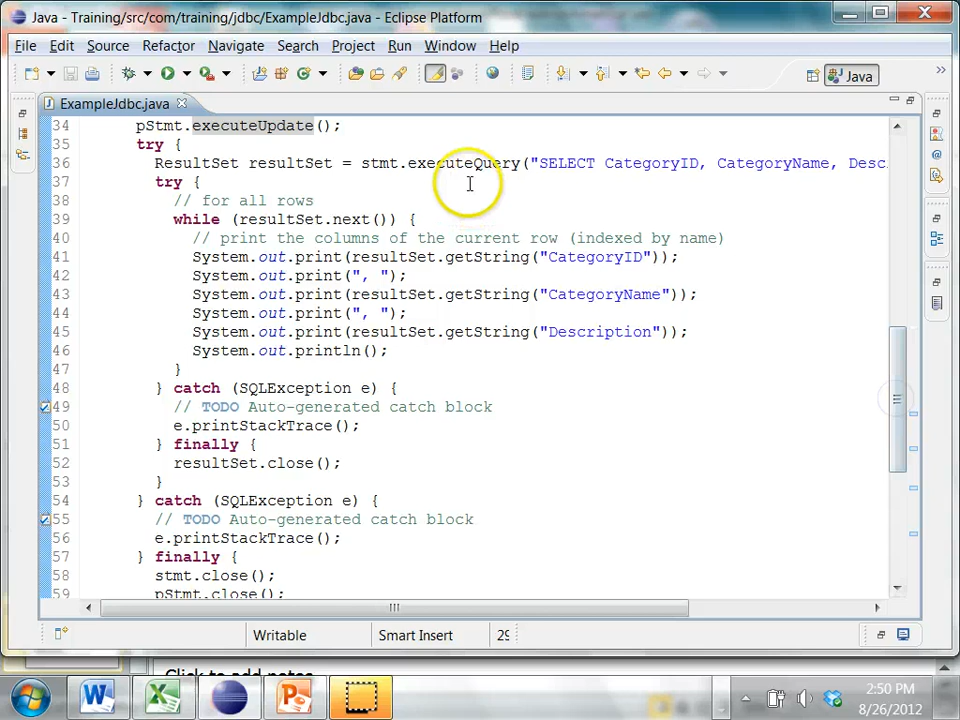 Java - Training/src/com/training/jdbc/ExampleJdbc.java - Eclipse Platform
File Edit Source Refactor Navigate Search Project Run Window Help
Java
ExampleJdbc.java
34 pStmt.executeUpdate();
35 try {
36 ResultSet resultSet = stmt.executeQuery("SELECT CategoryID, CategoryName, Descri
37 try {
38 // for all rows
39 while (resultSet.next()) {
40 // print the columns of the current row (indexed by name)
41 System.out.print(resultSet.getString("CategoryID"));
42 System.out.print(", ");
43 System.out.print(resultSet.getString("CategoryName"));
44 System.out.print(", ");
45 System.out.print(resultSet.getString("Description"));
46 System.out.println();
47 }
48 } catch (SQLException e) {
49 // TODO Auto-generated catch block
50 e.printStackTrace();
51 } finally {
52 resultSet.close();
53 }
54 } catch (SQLException e) {
55 // TODO Auto-generated catch block
56 e.printStackTrace();
57 } finally {
58 stmt.close();
59 pStmt.close();
Writable Smart Insert 29
Click to add notes
2:50 PM
8/26/2012